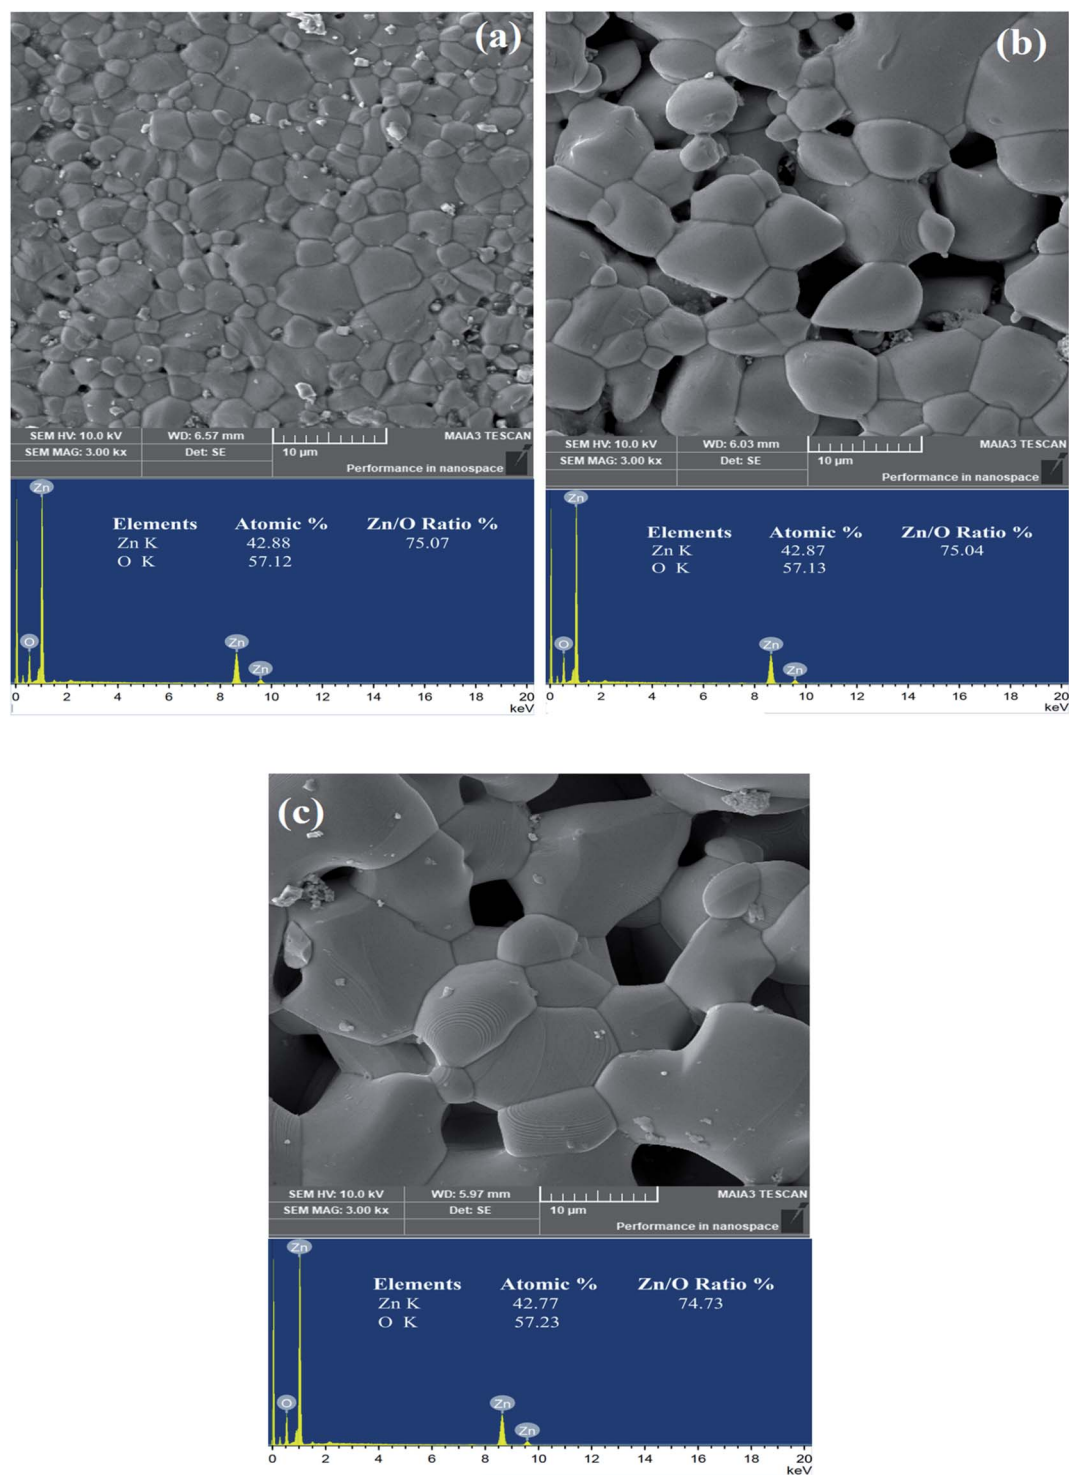 (a)
SEM HV: 10.0 kV WD: 6.57 mm MAIA3 TESCAN
SEM MAG: 3.00 kx Det: SE 10 µm
Performance in nanospace
Zn
Elements Atomic % Zn/O Ratio %
Zn K 42.88 75.07
O K 57.12
O Zn
Zn
0 2 4 6 8 10 12 14 16 18 20
keV
(b)
SEM HV: 10.0 kV WD: 6.03 mm MAIA3 TESCAN
SEM MAG: 3.00 kx Det: SE 10 µm
Performance in nanospace
Zn
Elements Atomic % Zn/O Ratio %
Zn K 42.87 75.04
O K 57.13
O Zn
Zn
0 2 4 6 8 10 12 14 16 18 20
keV
(c)
SEM HV: 10.0 kV WD: 5.97 mm MAIA3 TESCAN
SEM MAG: 3.00 kx Det: SE 10 µm
Performance in nanospace
Zn
Elements Atomic % Zn/O Ratio %
Zn K 42.77 74.73
O K 57.23
O Zn
Zn
0 2 4 6 8 10 12 14 16 18 20
keV